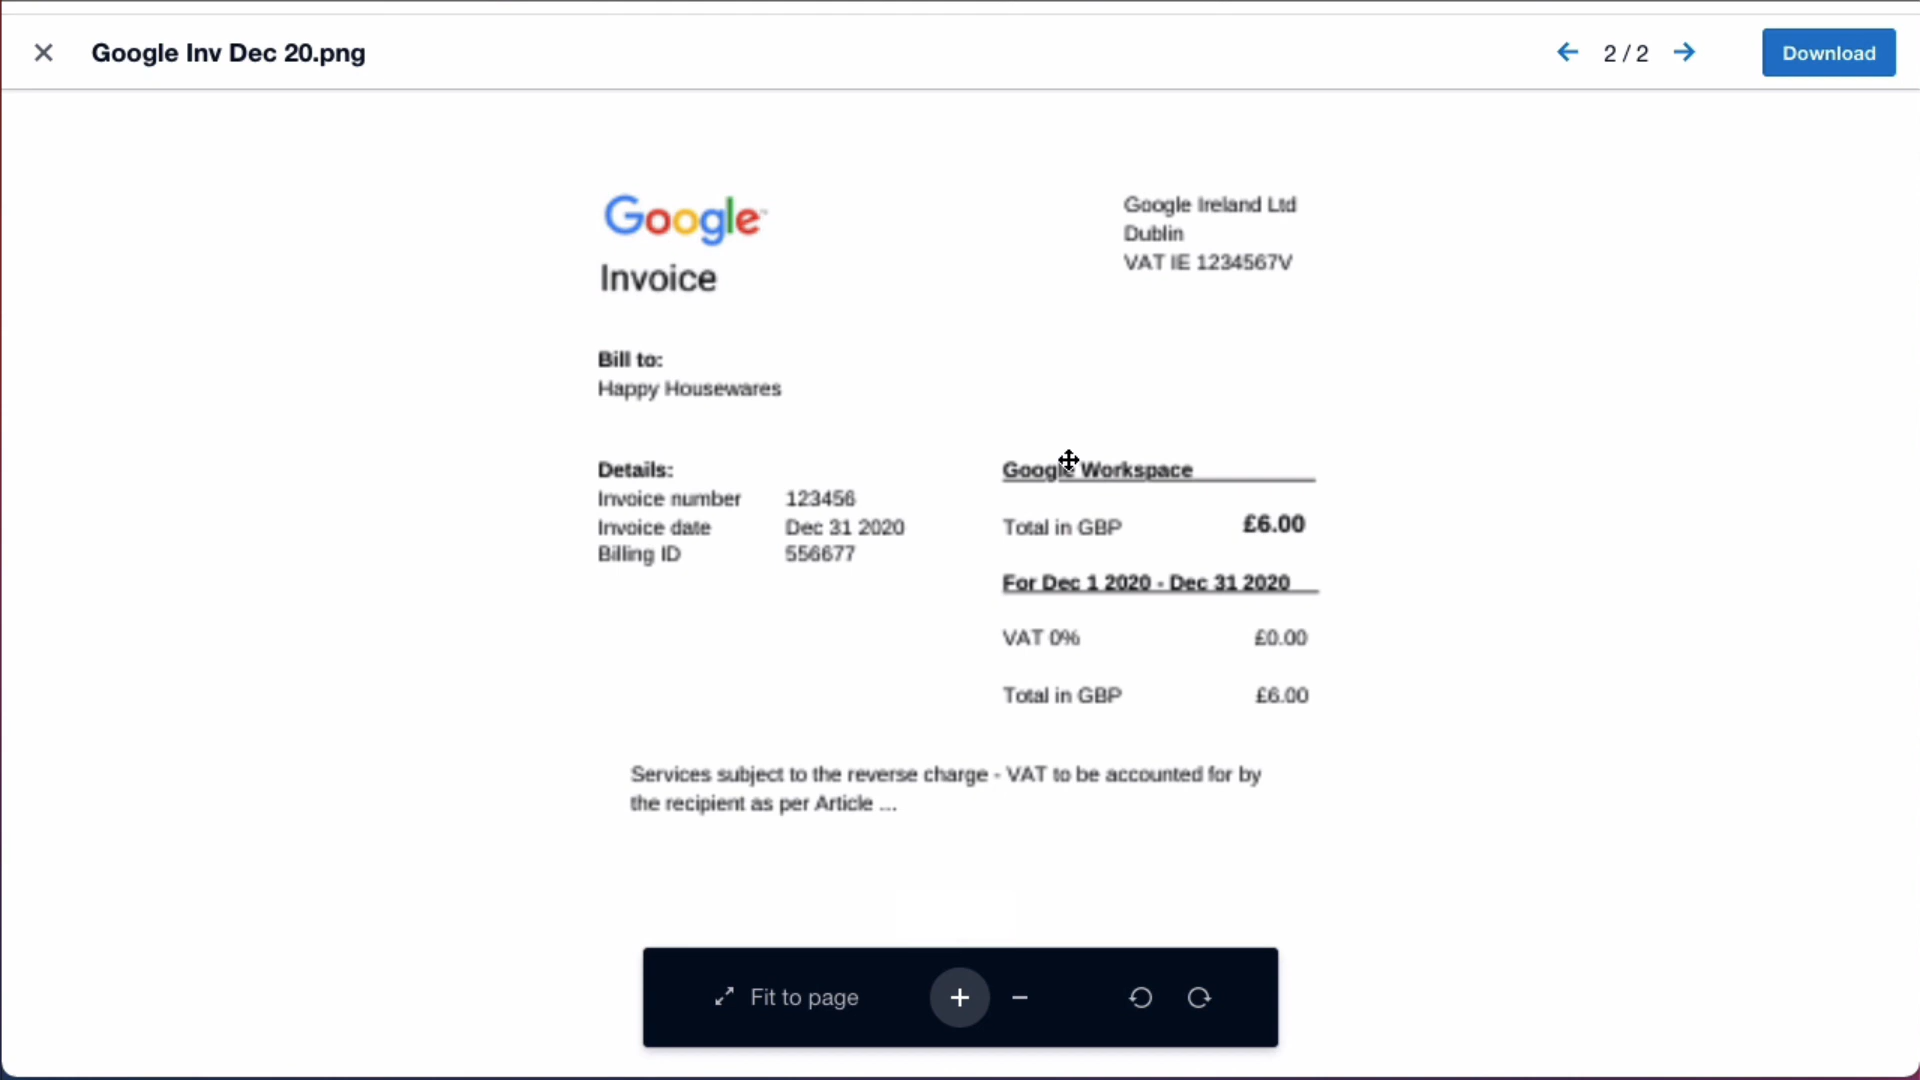 Google Inv Dec 20.png
2 / 2
Download
Google™
Invoice
Google Ireland Ltd
Dublin
VAT IE 1234567V
Bill to:
Happy Housewares
Details:
Invoice number 123456
Invoice date Dec 31 2020
Billing ID 556677
Google Workspace
Total in GBP £6.00
For Dec 1 2020 - Dec 31 2020
VAT 0% £0.00
Total in GBP £6.00
Services subject to the reverse charge - VAT to be accounted for by
the recipient as per Article ...
Fit to page